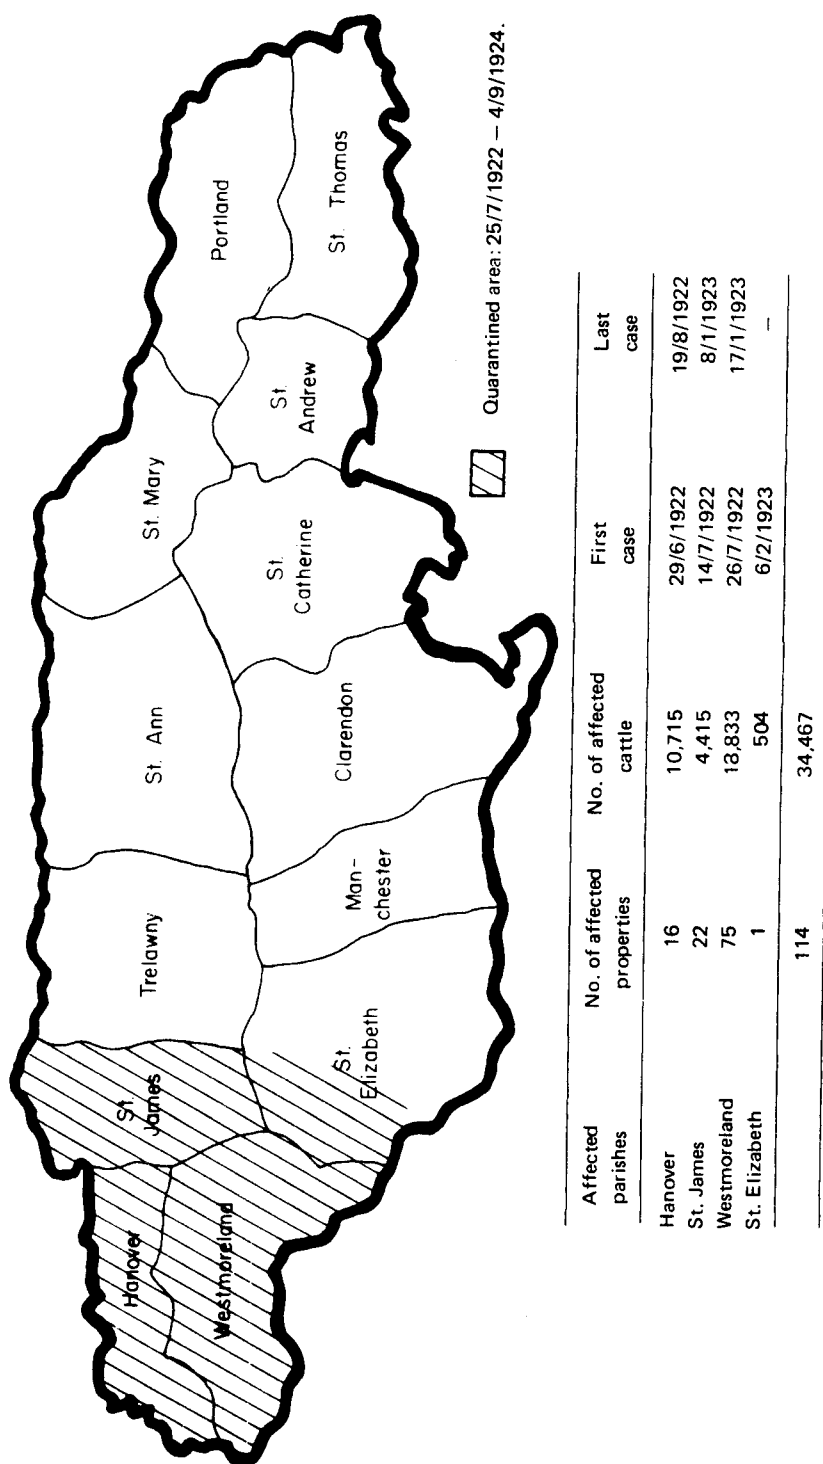 Portland
St. Thomas
St. Mary
St.
Andrew
St. Ann
St.
Catherine
Clarendon
Trelawny
Man-
chester
St.
James
St.
Elizabeth
Hanover
Westmoreland
Quarantined area: 25/7/1922 – 4/9/1924.
Affected No. of affected No. of affected First Last
parishes properties cattle case case
Hanover 16 10,715 29/6/1922 19/8/1922
St. James 22 4,415 14/7/1922 8/1/1923
Westmoreland 75 18,833 26/7/1922 17/1/1923
St. Elizabeth 1 504 6/2/1923 –
114 34,467